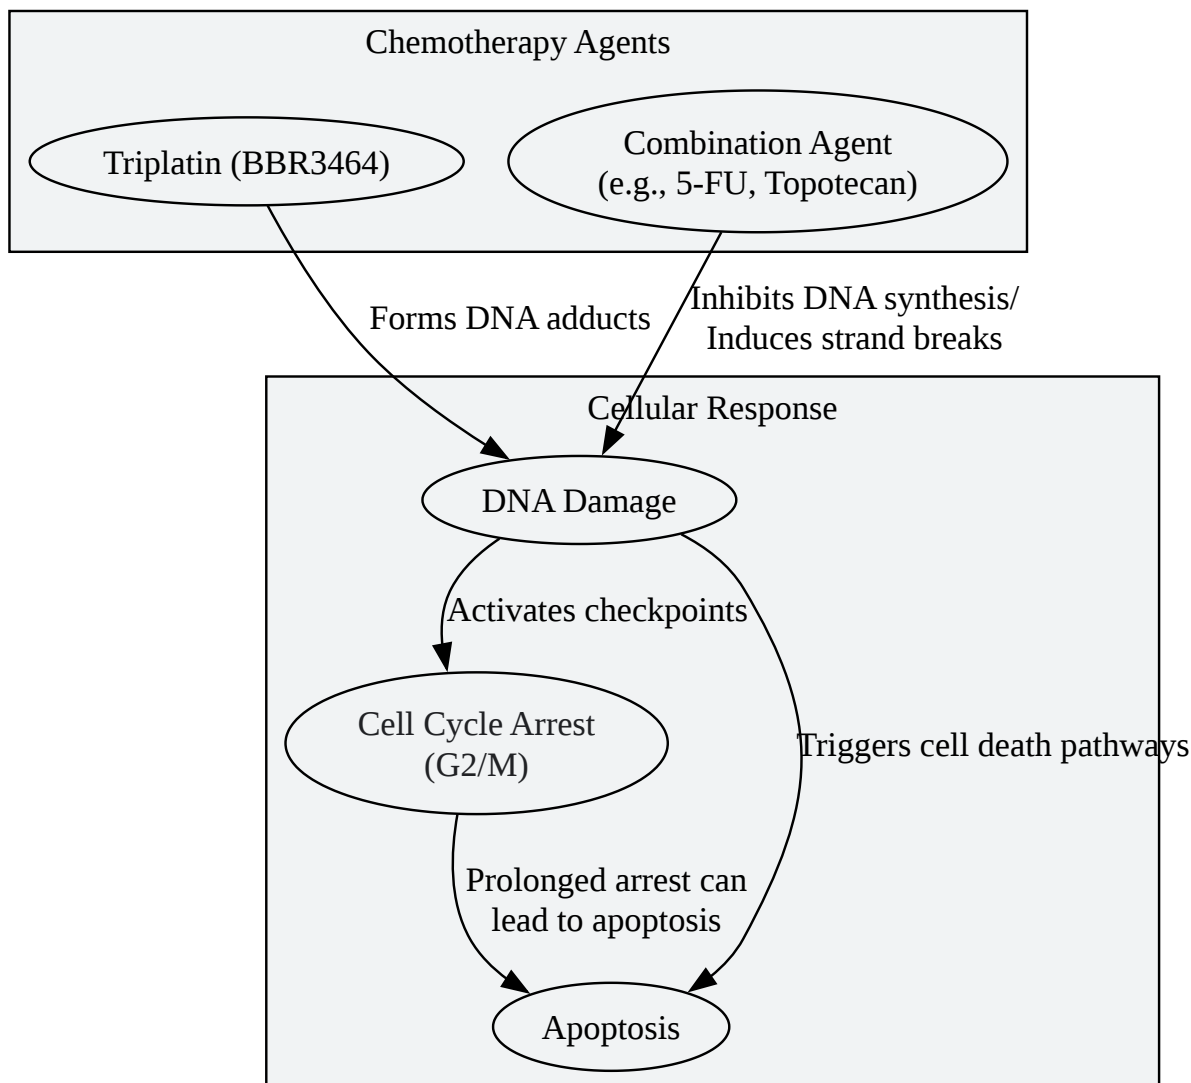 Chemotherapy Agents
Triplatin (BBR3464)
Combination Agent
(e.g., 5-FU, Topotecan)
Forms DNA adducts
Inhibits DNA synthesis/
Induces strand breaks
Cellular Response
DNA Damage
Activates checkpoints
Cell Cycle Arrest
(G2/M)
Triggers cell death pathways
Prolonged arrest can
lead to apoptosis
Apoptosis